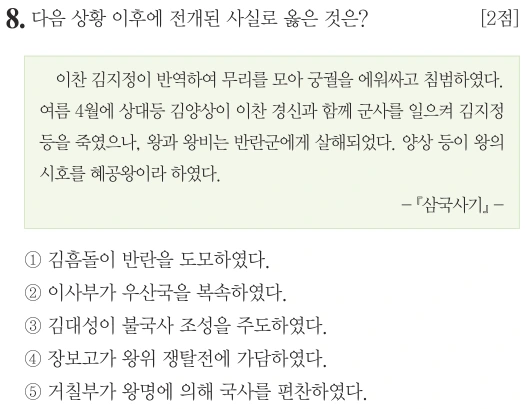 8. 다음 상황 이후에 전개된 사실로 옳은 것은? [2점]
이찬 김지정이 반역하여 무리를 모아 궁궐을 에워싸고 침범하였다.
여름 4월에 상대등 김양상이 이찬 경신과 함께 군사를 일으켜 김지정
등을 죽였으나, 왕과 왕비는 반란군에게 살해되었다. 양상 등이 왕의
시호를 혜공왕이라 하였다.
- 『삼국사기』 -
① 김흠돌이 반란을 도모하였다.
② 이사부가 우산국을 복속하였다.
③ 김대성이 불국사 조성을 주도하였다.
④ 장보고가 왕위 쟁탈전에 가담하였다.
⑤ 거칠부가 왕명에 의해 국사를 편찬하였다.